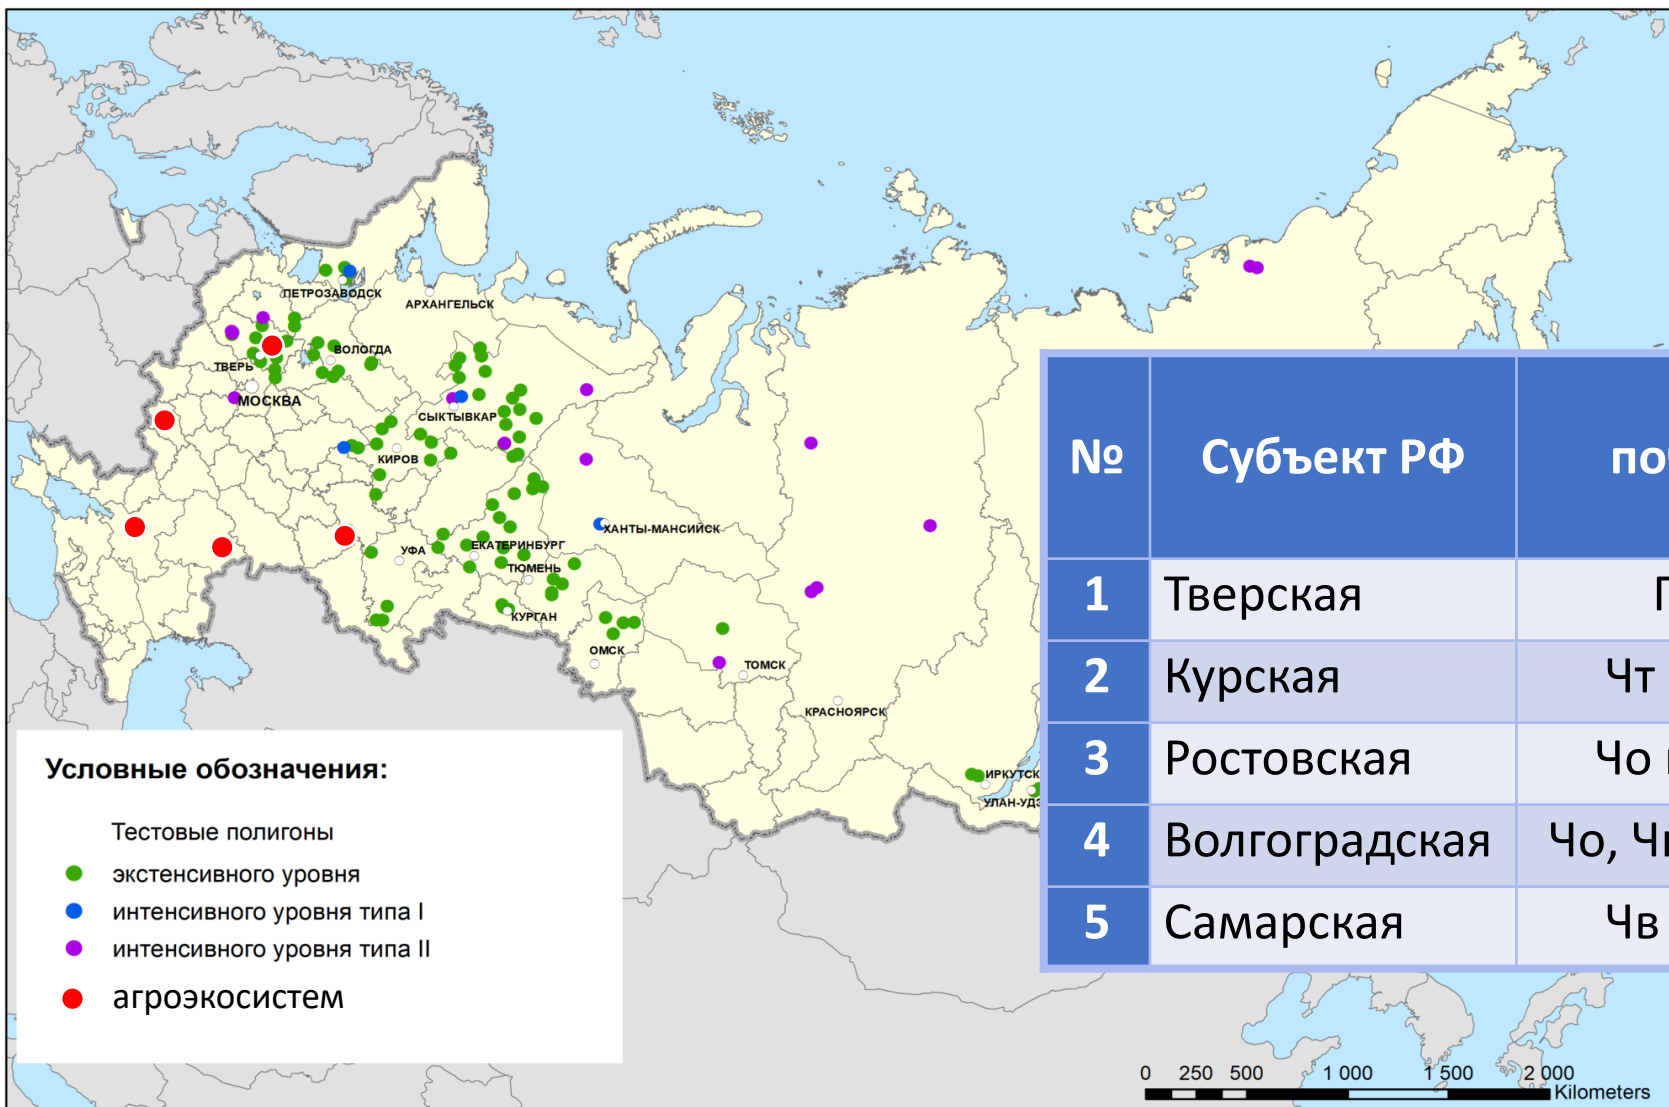 ПЕТРОЗАВОДСК
АРХАНГЕЛЬСК
ВОЛОГДА
ТВЕРЬ
МОСКВА
СЫКТЫВКАР
КИРОВ
ХАНТЫ-МАНСИЙСК
УФА
ЕКАТЕРИНБУРГ
ТЮМЕНЬ
КУРГАН
ОМСК
ТОМСК
КРАСНОЯРСК
ИРКУТСК
УЛАН-УДЭ
№ Субъект РФ
1 Тверская
2 Курская Чт
3 Ростовская Чо
4 Волгоградская Чо,
5 Самарская Чв
Условные обозначения:
Тестовые полигоны
экстенсивного уровня
интенсивного уровня типа I
интенсивного уровня типа II
агроэкосистем
0 250 500 1 000 1 500 2 000
Kilometers